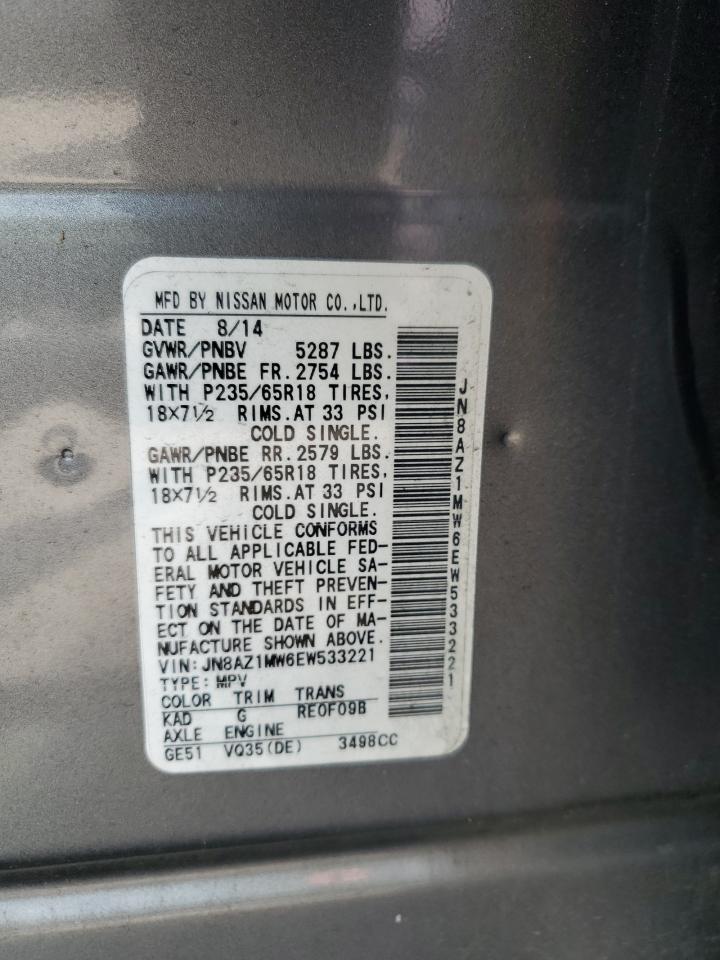 MFD BY NISSAN MOTOR CO.,LTD.
DATE 8/14
GVWR/PNBV 5287 LBS.
GAWR/PNBE FR. 2754 LBS.
WITH P235/65R18 TIRES,
18X7½ RIMS. AT 33 PSI
COLD SINGLE.
GAWR/PNBE RR. 2579 LBS.
WITH P235/65R18 TIRES,
18X7½ RIMS. AT 33 PSI
COLD SINGLE.
THIS VEHICLE CONFORMS
TO ALL APPLICABLE FED-
ERAL MOTOR VEHICLE SA-
FETY AND THEFT PREVEN-
TION STANDARDS IN EFF-
ECT ON THE DATE OF MA-
NUFACTURE SHOWN ABOVE.
VIN: JN8AZ1MW6EW533221
TYPE: MPV
COLOR TRIM TRANS
KAD G RE0F09B
AXLE ENGINE
GE51 VQ35(DE) 3498CC
JN8AZ1MW6EW533221